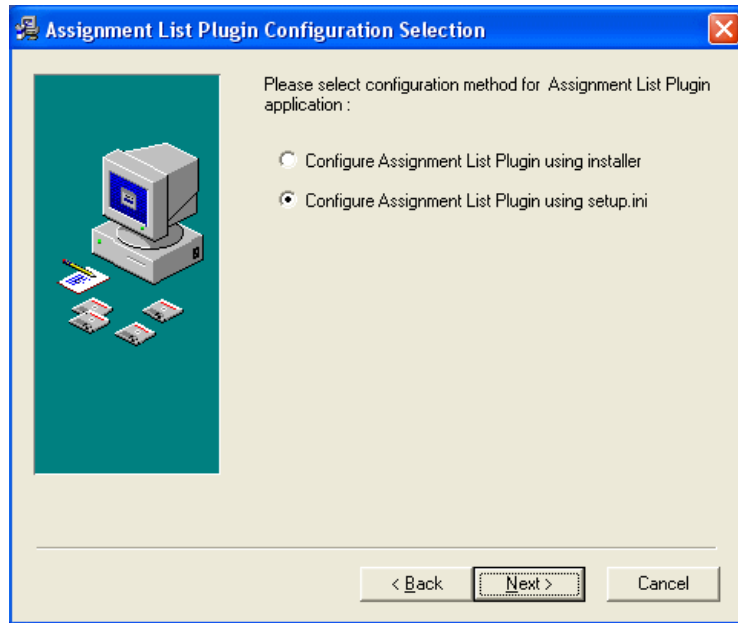 Assignment List Plugin Configuration Selection
Please select configuration method for Assignment List Plugin
application :
Configure Assignment List Plugin using installer
Configure Assignment List Plugin using setup.ini
< Back
Next >
Cancel